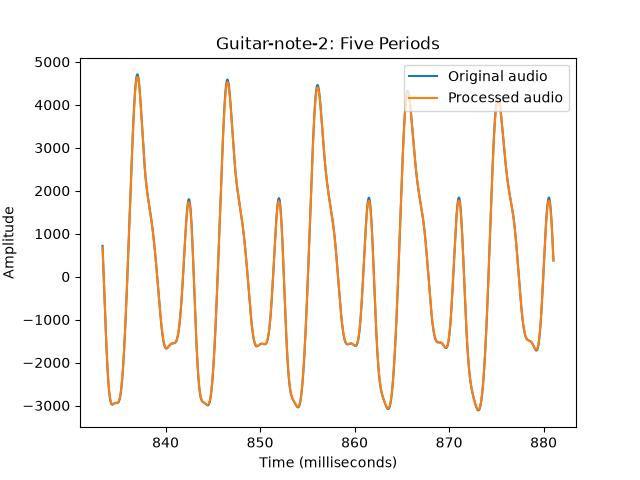 Guitar-note-2: Five Periods
Original audio
Processed audio
5000
4000
3000
2000
1000
0
−1000
−2000
−3000
Amplitude
840 850 860 870 880
Time (milliseconds)